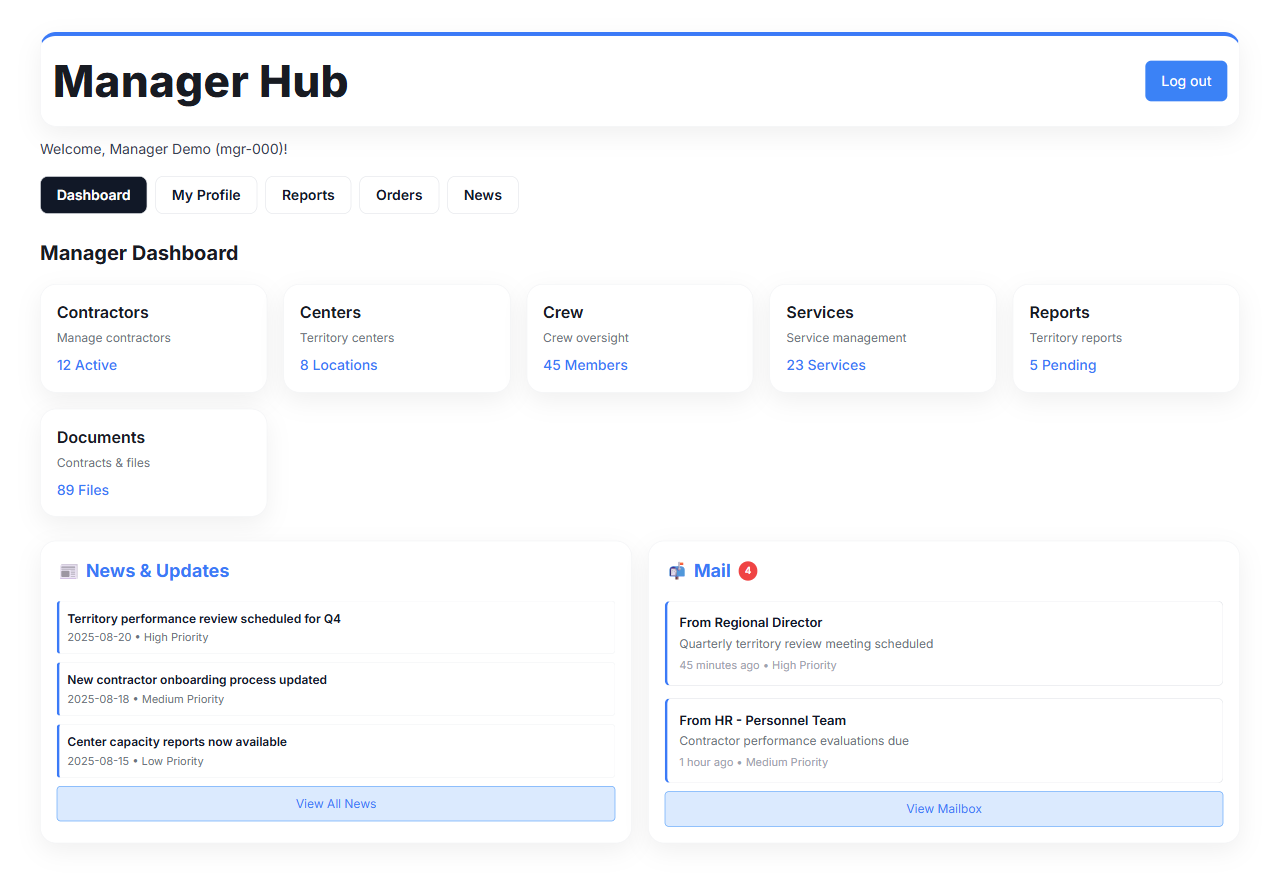 Manager Hub
Log out
Welcome, Manager Demo (mgr-000)!
Dashboard
My Profile
Reports
Orders
News
Manager Dashboard
Contractors
Manage contractors
12 Active
Centers
Territory centers
8 Locations
Crew
Crew oversight
45 Members
Services
Service management
23 Services
Reports
Territory reports
5 Pending
Documents
Contracts & files
89 Files
News & Updates
Territory performance review scheduled for Q4
2025-08-20 • High Priority
New contractor onboarding process updated
2025-08-18 • Medium Priority
Center capacity reports now available
2025-08-15 • Low Priority
View All News
Mail 4
From Regional Director
Quarterly territory review meeting scheduled
45 minutes ago • High Priority
From HR - Personnel Team
Contractor performance evaluations due
1 hour ago • Medium Priority
View Mailbox